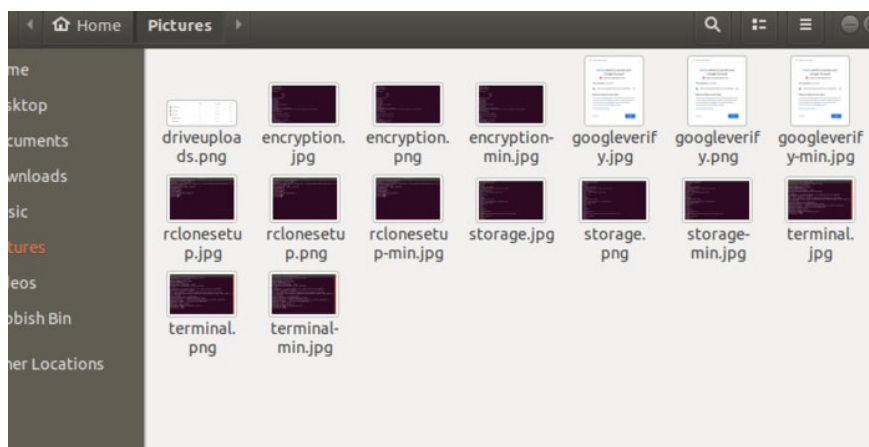 Home Pictures
me
sktop
cuments
wnloads
sic
tures
eos
bbish Bin
er Locations
driveuploa
ds.png
encryption.
jpg
encryption.
png
encryption-
min.jpg
googleverif
y.jpg
googleverif
y.png
googleverif
y-min.jpg
rclonesetu
p.jpg
rclonesetu
p.png
rclonesetu
p-min.jpg
storage.jpg
storage.
png
storage-
min.jpg
terminal.
jpg
terminal.
png
terminal-
min.jpg